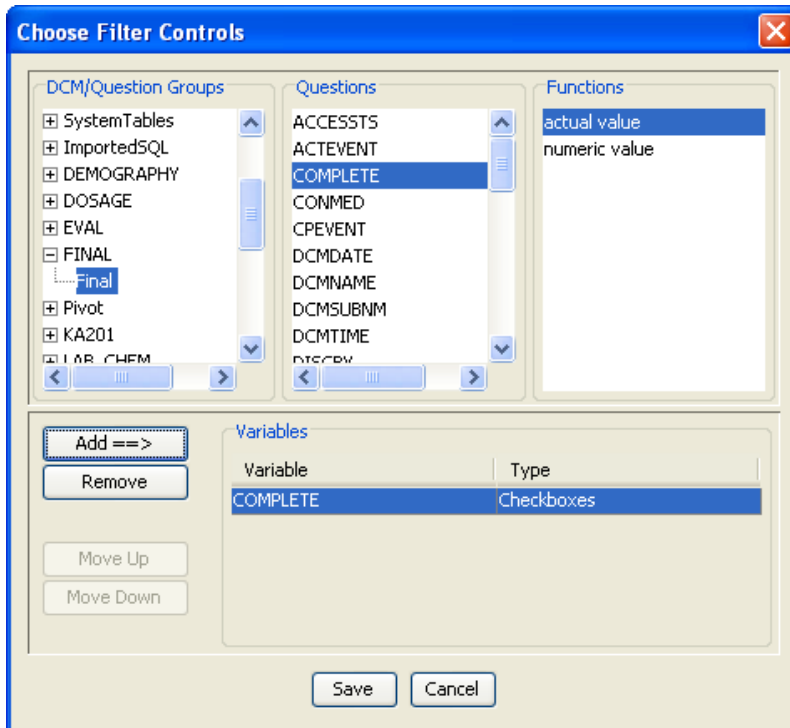 Choose Filter Controls
DCM/Question Groups
SystemTables
ImportedSQL
DEMOGRAPHY
DOSAGE
EVAL
FINAL
Final
Pivot
KA201
LAB_CHEM
Questions
ACCESSTS
ACTEVENT
COMPLETE
CONMED
CPEVENT
DCMDATE
DCMNAME
DCMSUBNM
DCMTIME
DISCRV
Functions
actual value
numeric value
Add ==>
Remove
Move Up
Move Down
Variables
Variable Type
COMPLETE Checkboxes
Save Cancel